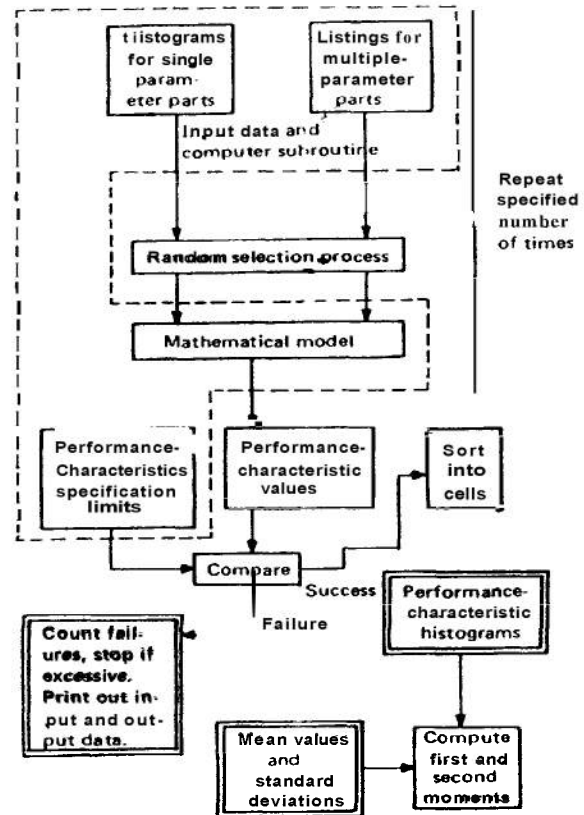 tiistograms
for single
param-
eter parts
Listings for
multiple-
parameter
parts
Input data and
computer subroutine
Repeat
specified
number
of times
Random selection process
Mathematical model
Performance-
Characteristics
specification
limits
Performance-
characteristic
values
Sort
into
cells
Compare
Success
Failure
Performance-
characteristic
histograms
Count fail-
ures, stop if
excessive.
Print out in-
put and out-
put data.
Mean values
and
standard
deviations
Compute
first and
second
moments